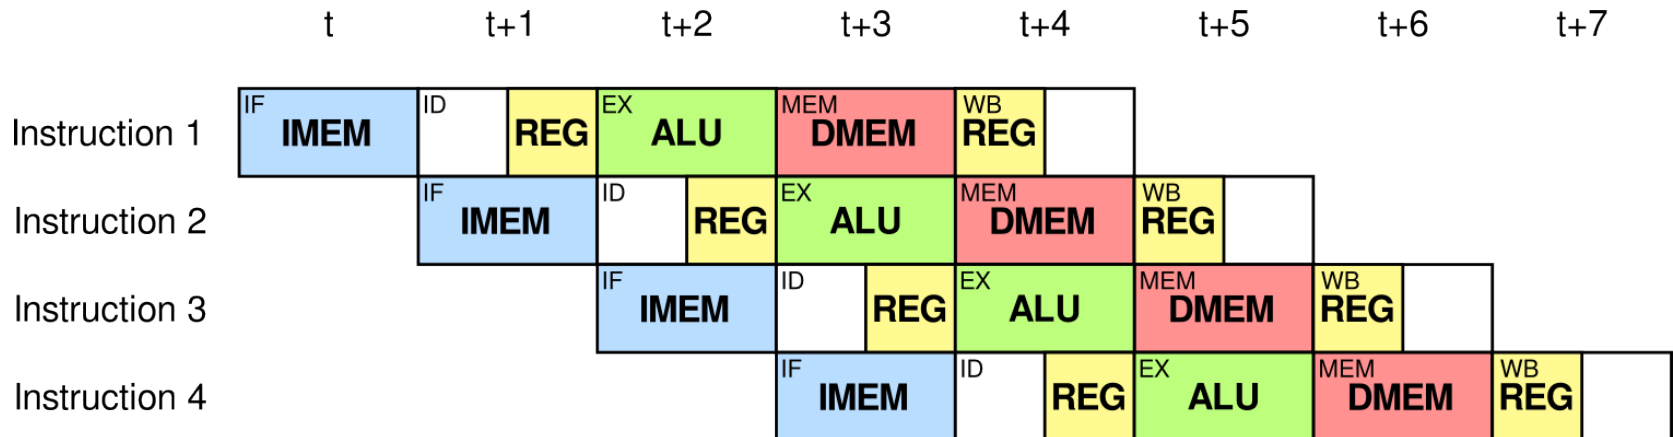 t t+1 t+2 t+3 t+4 t+5 t+6 t+7
Instruction 1 IF IMEM ID REG EX ALU MEM DMEM WB REG
Instruction 2 IF IMEM ID REG EX ALU MEM DMEM WB REG
Instruction 3 IF IMEM ID REG EX ALU MEM DMEM WB REG
Instruction 4 IF IMEM ID REG EX ALU MEM DMEM WB REG